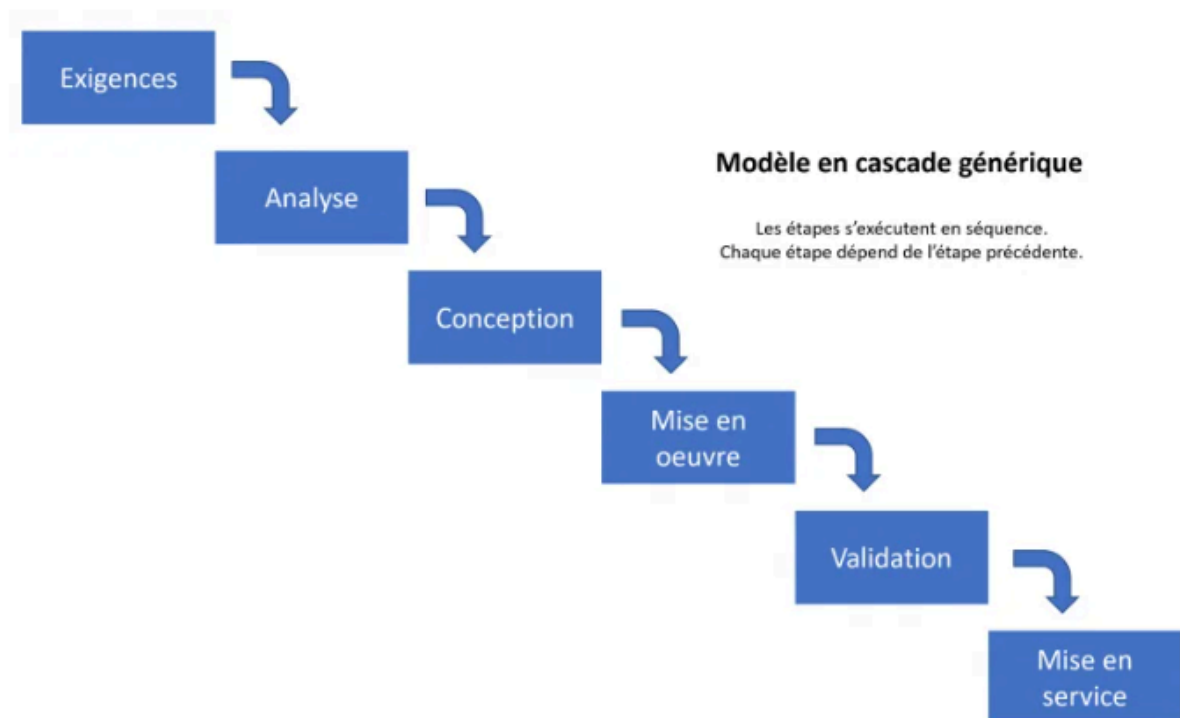 Exigences
Analyse
Modèle en cascade générique
Les étapes s'exécutent en séquence.
Chaque étape dépend de l'étape précédente.
Conception
Mise en
oeuvre
Validation
Mise en
service